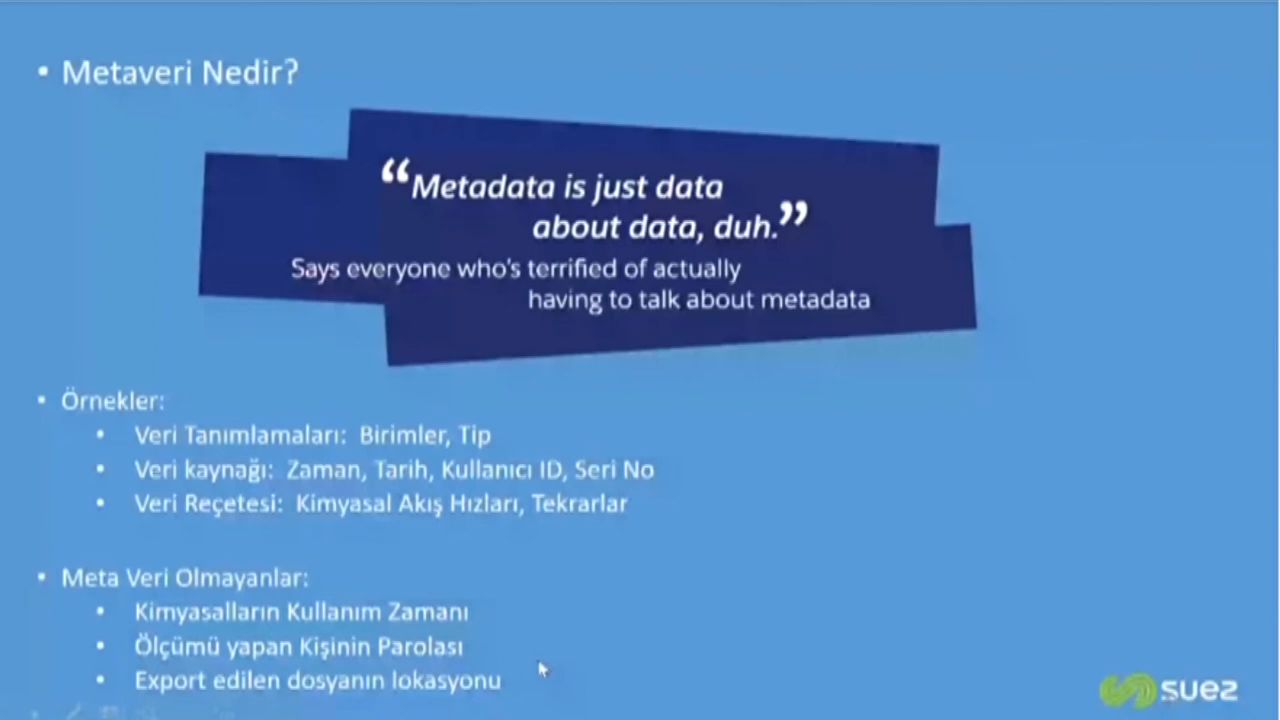 • Metaveri Nedir?
“Metadata is just data
about data, duh.”
Says everyone who's terrified of actually
having to talk about metadata
• Örnekler:
• Veri Tanımlamaları: Birimler, Tip
• Veri kaynağı: Zaman, Tarih, Kullanıcı ID, Seri No
• Veri Reçetesi: Kimyasal Akış Hızları, Tekrarlar
• Meta Veri Olmayanlar:
• Kimyasalların Kullanım Zamanı
• Ölçümü yapan Kişinin Parolası
• Export edilen dosyanın lokasyonu
suez